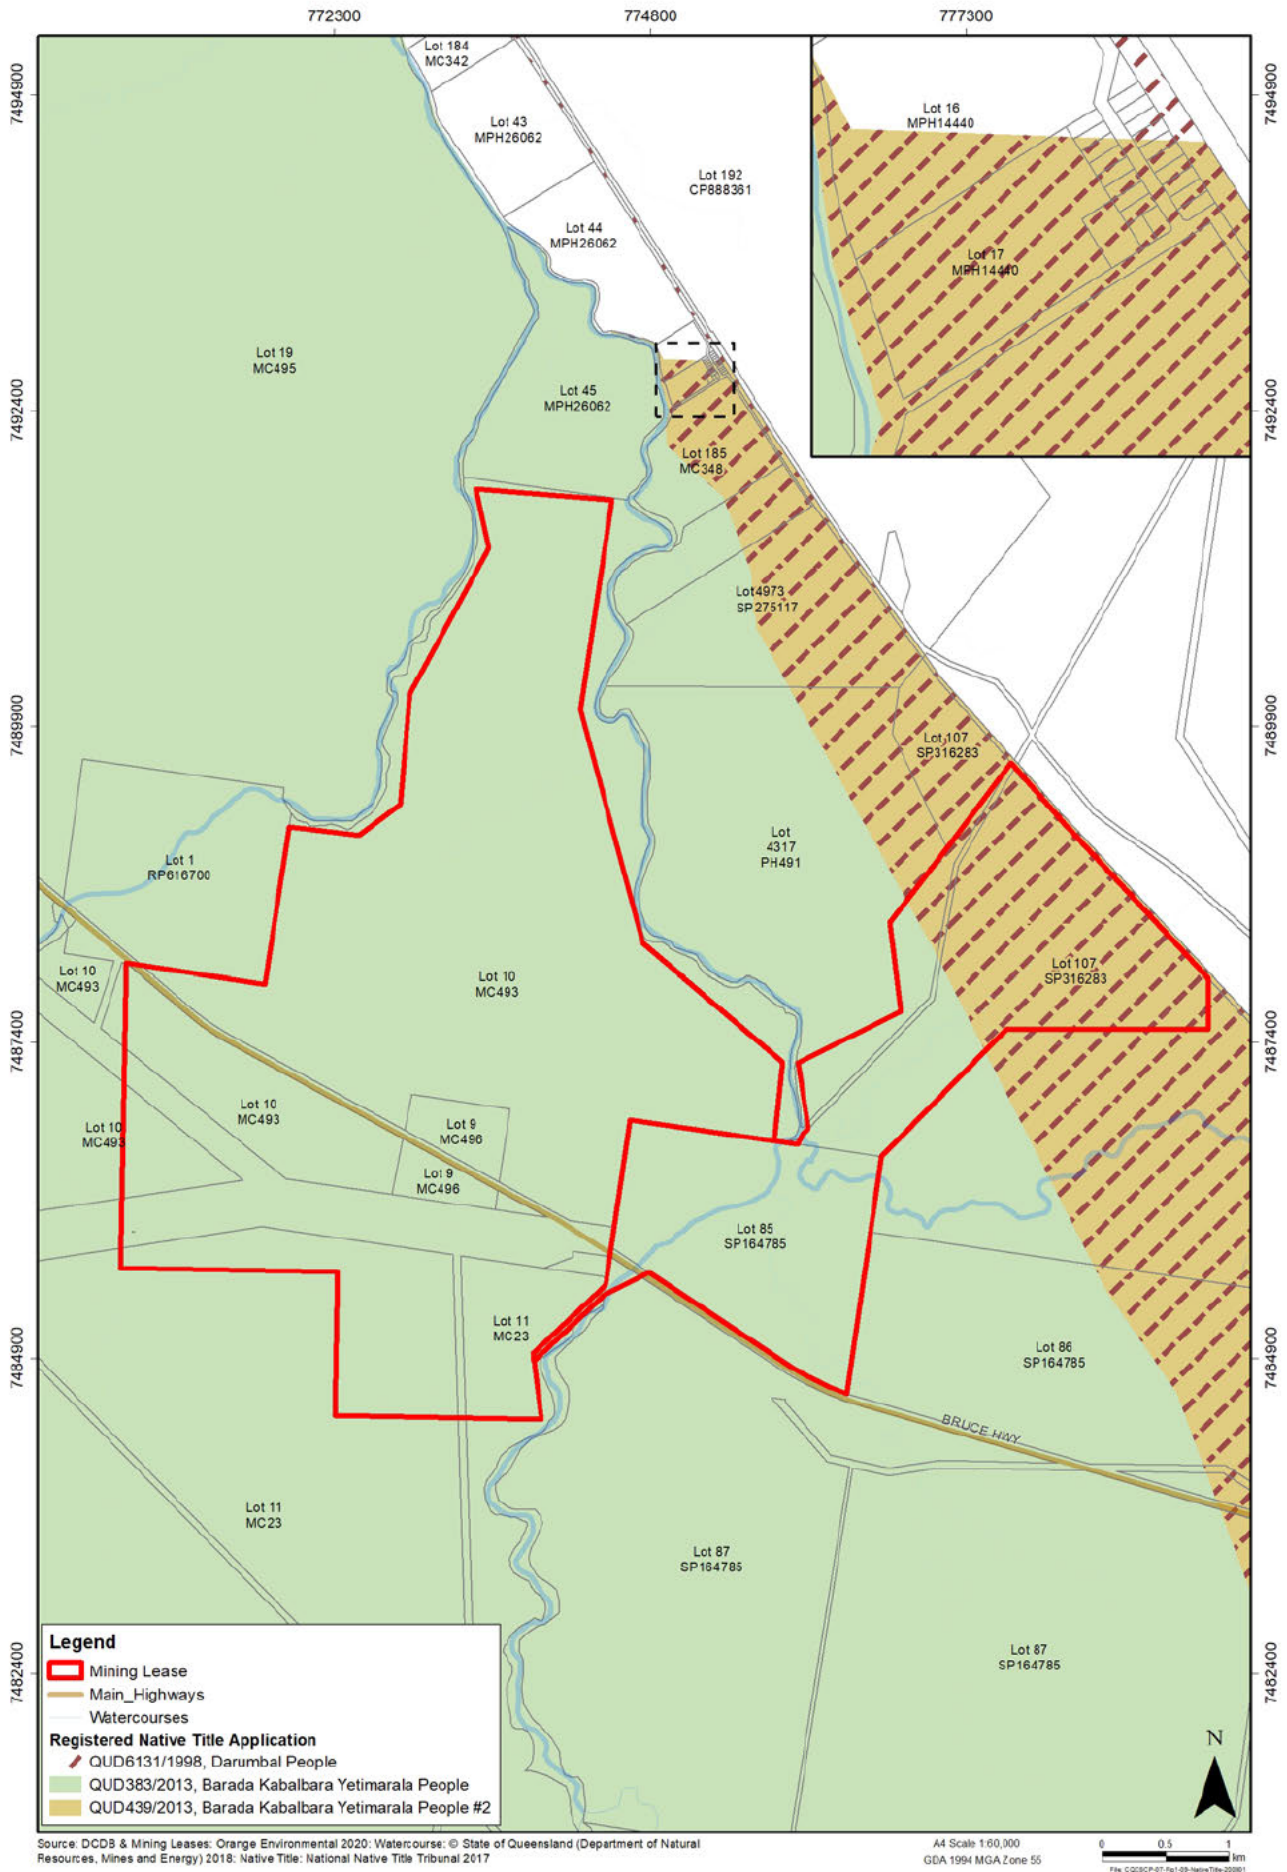 772300
774800
777300
7494900
7494900
Lot 184
MC342
Lot 43
MPH26062
Lot 192
CP888361
Lot 44
MPH26062
Lot 16
MPH14440
Lot 17
MPH14440
Lot 19
MC495
Lot 45
MPH26062
7492400
7492400
Lot 185
MC348
Lot 4973
SP275117
7489900
7489900
Lot 107
SP316283
Lot
4317
PH491
Lot 1
RP616700
Lot 10
MC493
Lot 10
MC493
Lot 107
SP316283
7487400
7487400
Lot 10
MC493
Lot 10
MC493
Lot 9
MC496
Lot 9
MC496
Lot 85
SP164785
Lot 11
MC23
7484900
7484900
Lot 86
SP164785
BRUCE HWY
Lot 11
MC23
Lot 87
SP164785
Lot 87
SP164785
7482400
7482400
Legend
Mining Lease
Main_Highways
Watercourses
Registered Native Title Application
QUD6131/1998, Darumbal People
QUD383/2013, Barada Kabalbara Yetimarala People
QUD439/2013, Barada Kabalbara Yetimarala People #2
N
Source: DCDB & Mining Leases: Orange Environmental 2020; Watercourse: © State of Queensland (Department of Natural
Resources, Mines and Energy) 2018; Native Title: National Native Title Tribunal 2017
A4 Scale 1:60,000
GDA 1994 MGA Zone 55
0 0.5 1
km